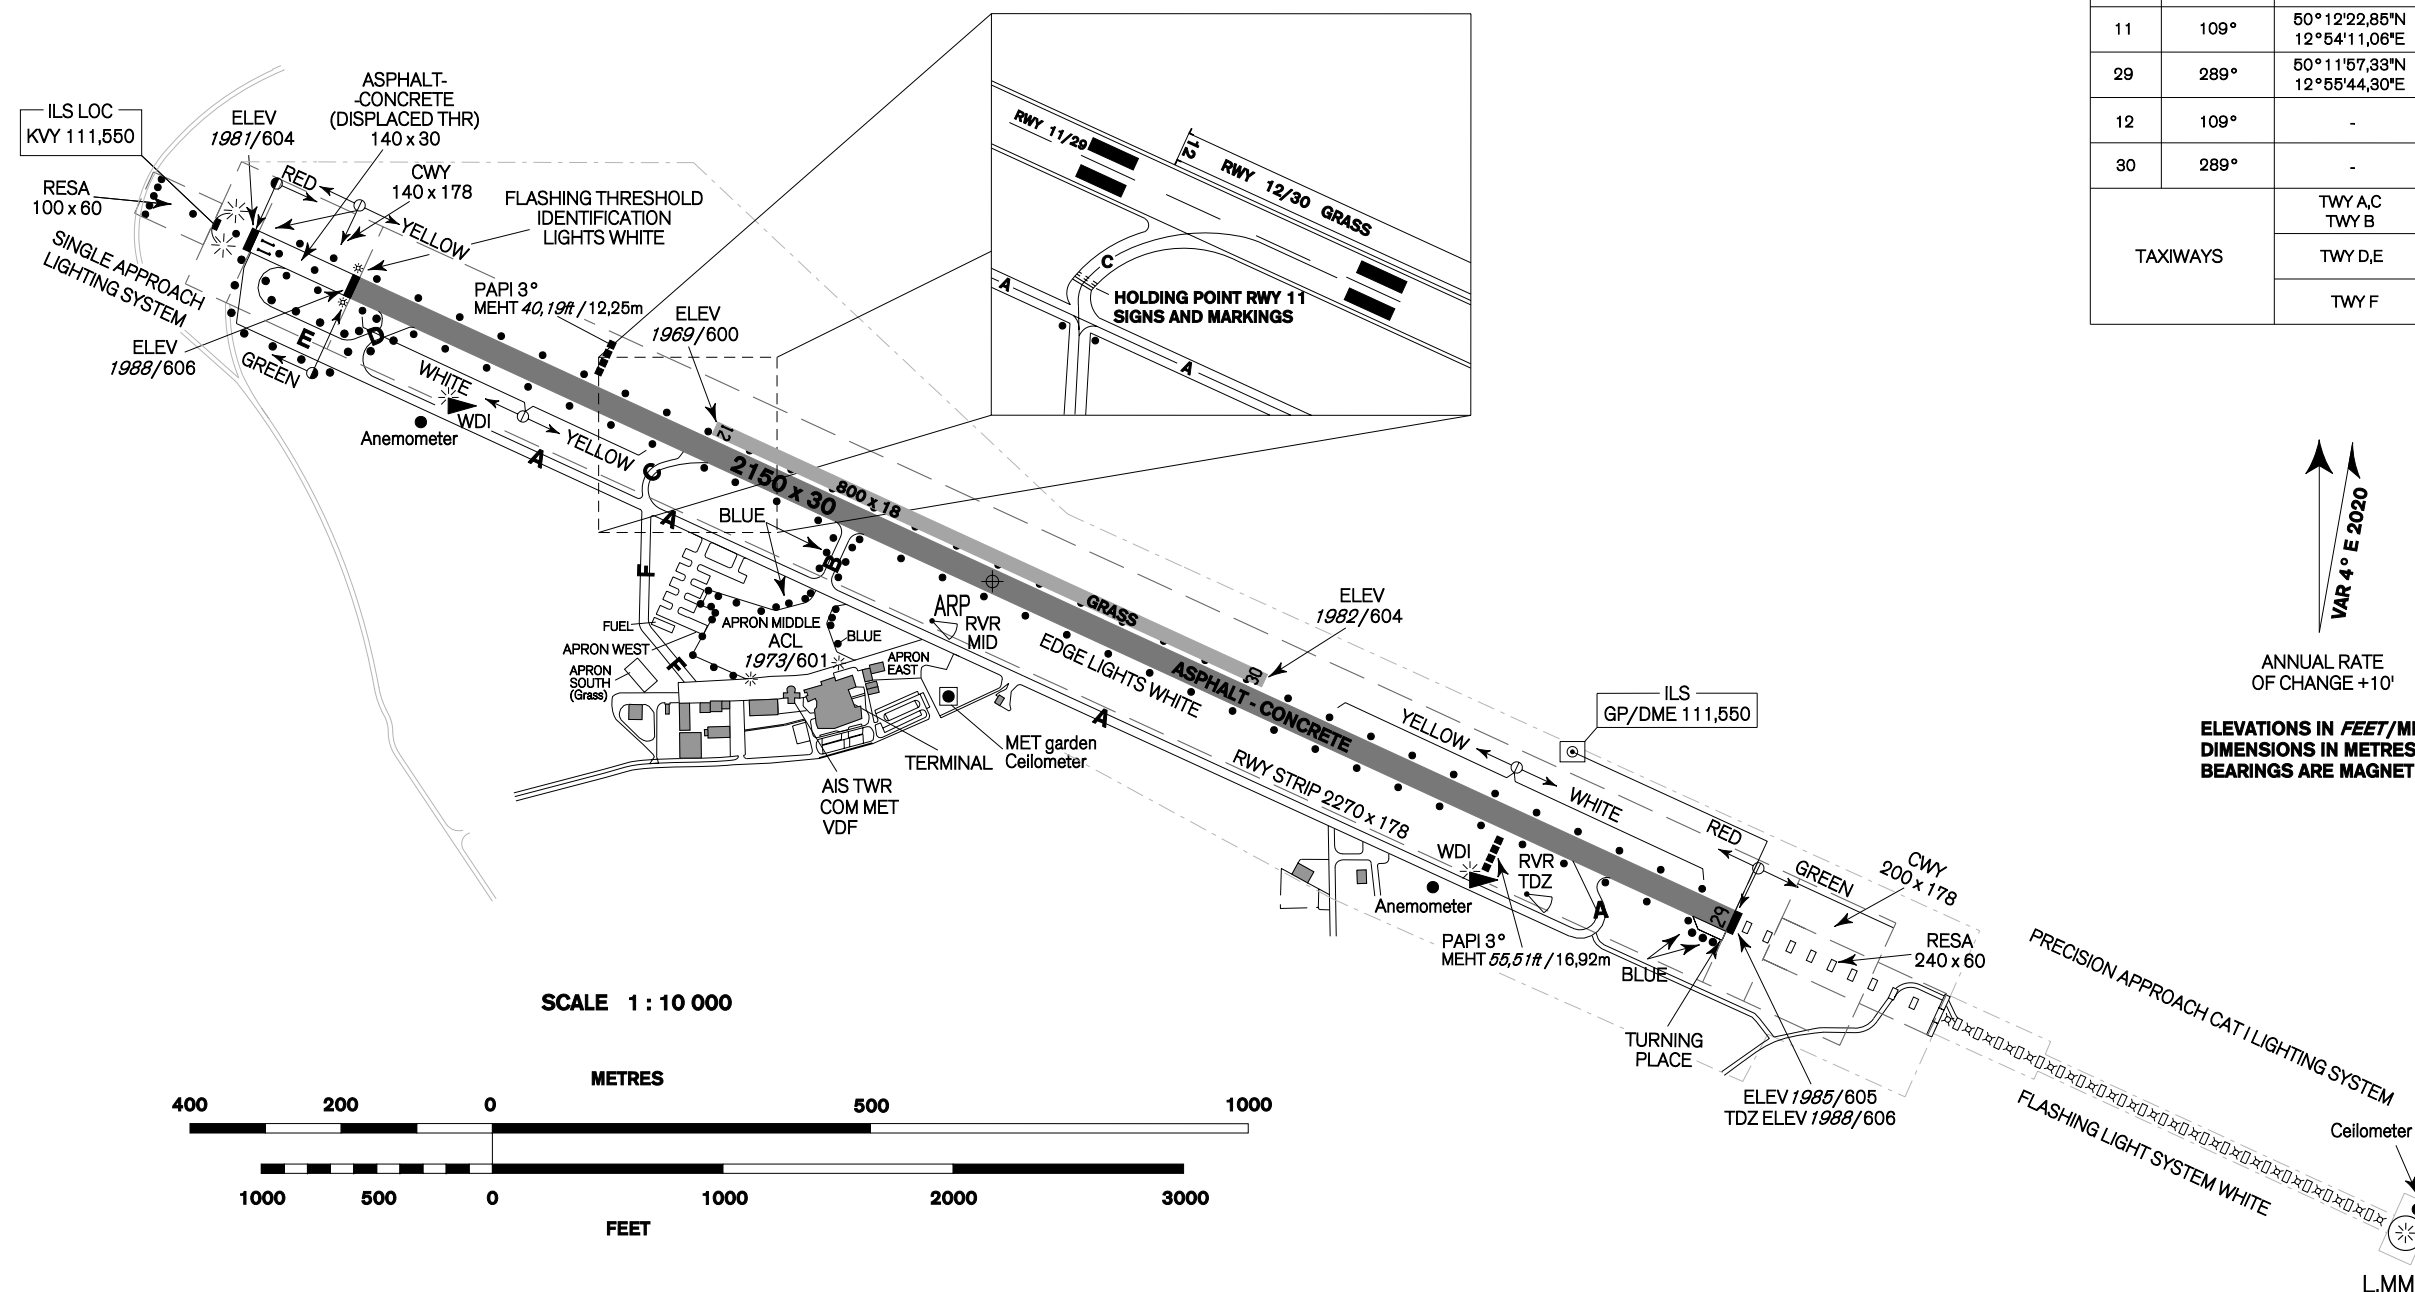 11 109° 50°12'22,85"N
12°54'11,06"E
29 289° 50°11'57,33"N
12°55'44,30"E
12 109° -
30 289° -
TAXIWAYS
TWY A,C
TWY B
TWY D,E
TWY F
ILS LOC
KVY 111,550
ELEV
1981/604
ASPHALT-
-CONCRETE
(DISPLACED THR)
140 x 30
RESA
100 x 60
RED
CWY
140 x 178
YELLOW
FLASHING THRESHOLD
IDENTIFICATION
LIGHTS WHITE
SINGLE APPROACH
LIGHTING SYSTEM
11
PAPI 3°
MEHT 40,19ft / 12,25m
ELEV
1969/600
ELEV
1988/606
E
D
GREEN
WHITE
WDI
Anemometer
YELLOW
A
C
12
2150 x 30
800 x 18
A
BLUE
B
F
RWY 11/29
12
RWY 12/30 GRASS
C
A
HOLDING POINT RWY 11
SIGNS AND MARKINGS
A
FUEL
APRON WEST
APRON
SOUTH
(Grass)
F
APRON MIDDLE
ACL
1973/601
BLUE
APRON
EAST
ARP
RVR
MID
GRASS
ELEV
1982/604
30
EDGE LIGHTS WHITE
ASPHALT - CONCRETE
A
TERMINAL
MET garden
Ceilometer
AIS TWR
COM MET
VDF
RWY STRIP 2270 x 178
YELLOW
WHITE
ILS
GP/DME 111,550
RED
GREEN
CWY
200 x 178
WDI
RVR
TDZ
Anemometer
A
29
PAPI 3°
MEHT 55,51ft / 16,92m
BLUE
RESA
240 x 60
TURNING
PLACE
ELEV 1985/605
TDZ ELEV 1988/606
PRECISION APPROACH CAT I LIGHTING SYSTEM
FLASHING LIGHT SYSTEM WHITE
Ceilometer
L.MM
VAR 4° E 2020
ANNUAL RATE
OF CHANGE +10'
ELEVATIONS IN FEET/M
DIMENSIONS IN METRES
BEARINGS ARE MAGNET
SCALE 1 : 10 000
METRES
400 200 0 500 1000
1000 500 0 1000 2000 3000
FEET